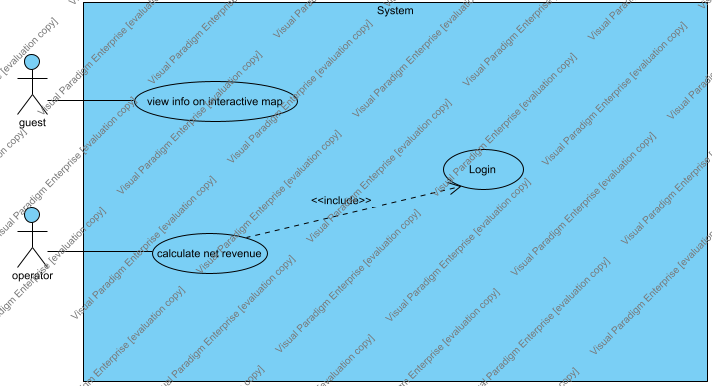 System
guest
view info on interactive map
Login
<<include>>
operator
calculate net revenue
Visual Paradigm Enterprise [evaluation copy]